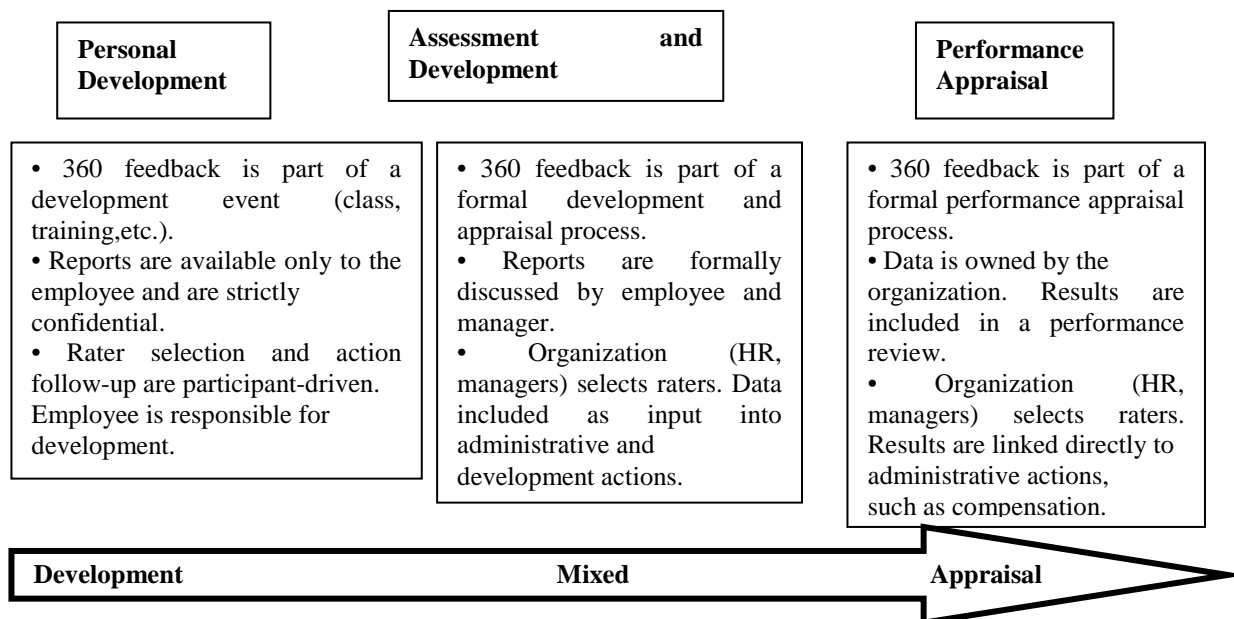 Personal
Development
Assessment and
Development
Performance
Appraisal
• 360 feedback is part of a
development event (class,
training,etc.).
• Reports are available only to the
employee and are strictly
confidential.
• Rater selection and action
follow-up are participant-driven.
Employee is responsible for
development.
• 360 feedback is part of a
formal development and
appraisal process.
• Reports are formally
discussed by employee and
manager.
• Organization (HR,
managers) selects raters. Data
included as input into
administrative and
development actions.
• 360 feedback is part of a
formal performance appraisal
process.
• Data is owned by the
organization. Results are
included in a performance
review.
• Organization (HR,
managers) selects raters.
Results are linked directly to
administrative actions,
such as compensation.
Development Mixed Appraisal